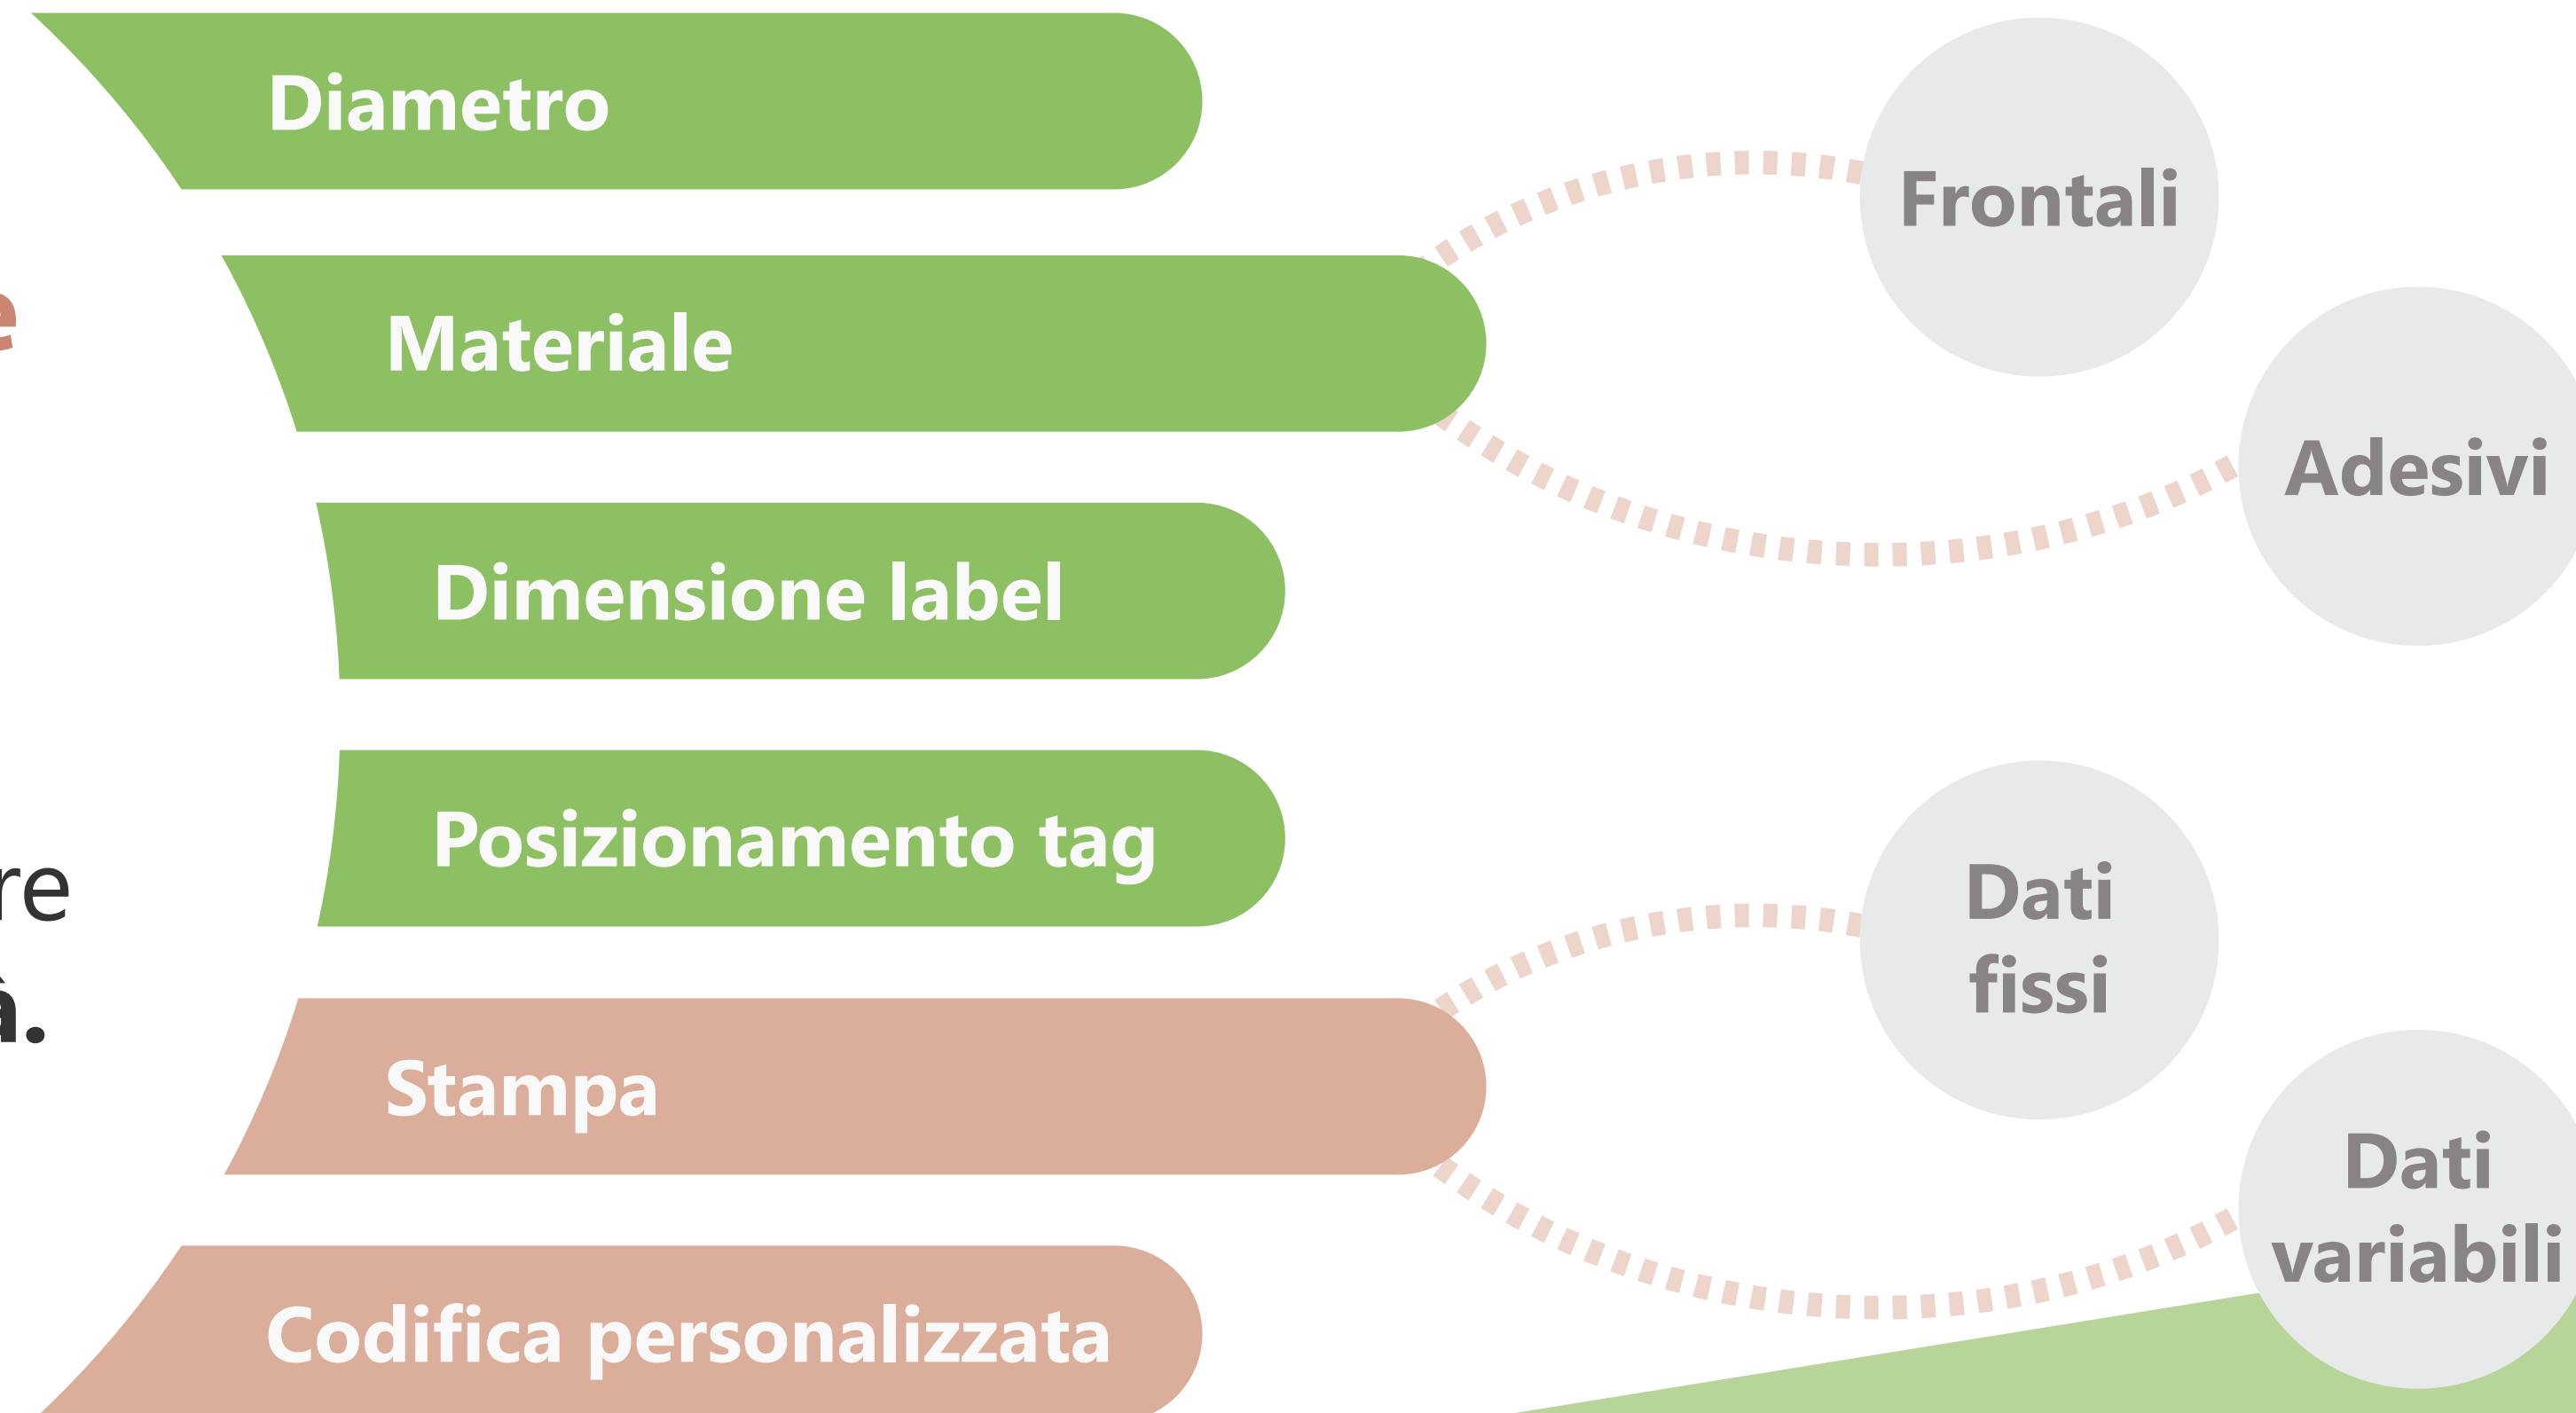 Diametro
Materiale
Dimensione label
Posizionamento tag
Stampa
Codifica personalizzata
Frontali
Adesivi
Dati
fissi
Dati
variabili